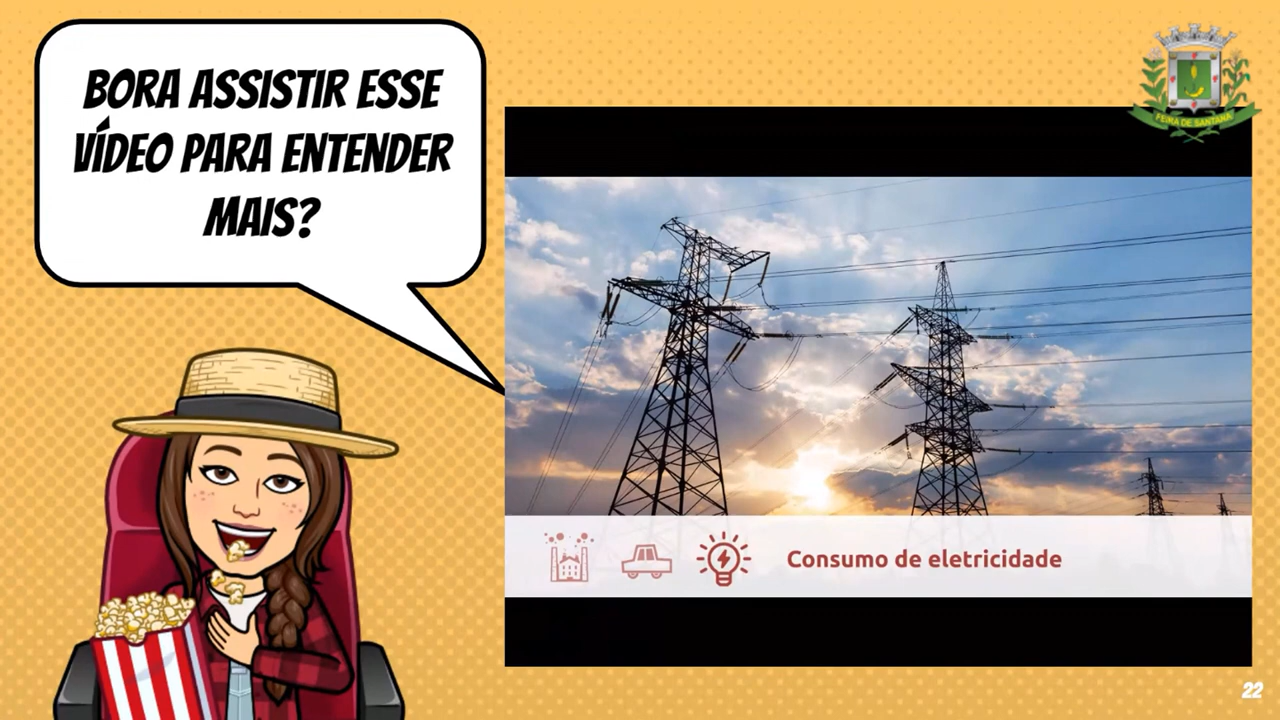 BORA ASSISTIR ESSE
VÍDEO PARA ENTENDER
MAIS?
FEIRA DE SANTANA
Consumo de eletricidade
22